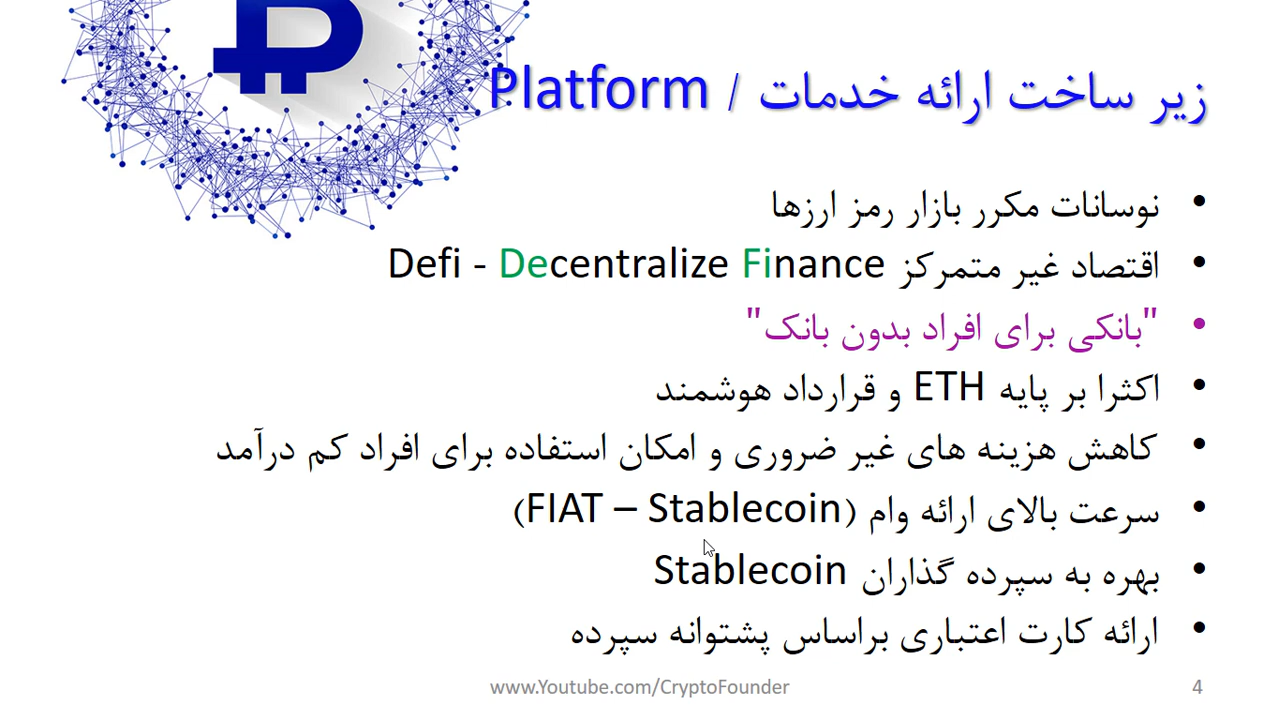 زیر ساخت ارائه خدمات / Platform
• نوسانات مکرر بازار رمز ارزها
• اقتصاد غیر متمرکز Defi - Decentralize Finance
• "بانکی برای افراد بدون بانک"
• اکثرا بر پایه ETH و قرارداد هوشمند
• کاهش هزینه های غیر ضروری و امکان استفاده برای افراد کم درآمد
• سرعت بالای ارائه وام (FIAT – Stablecoin)
• بهره به سپرده گذاران Stablecoin
• ارائه کارت اعتباری براساس پشتوانه سپرده
www.Youtube.com/CryptoFounder
4